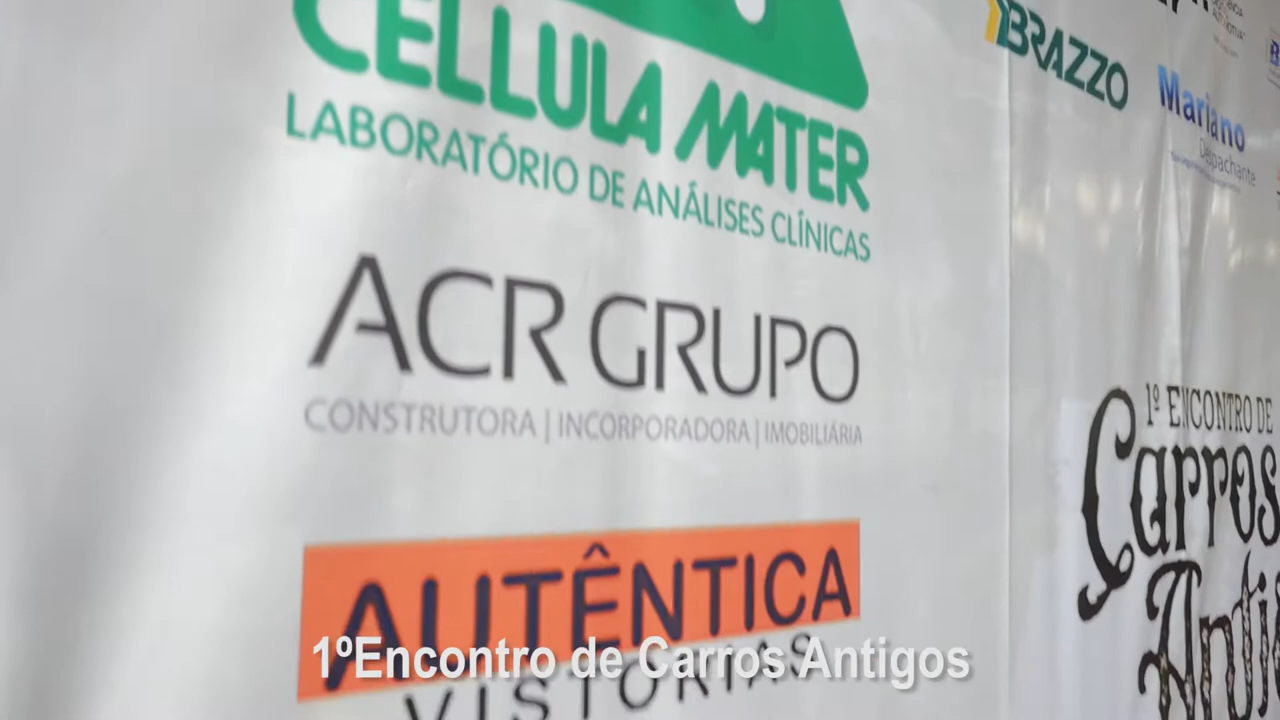 CELLULA MATER
LABORATÓRIO DE ANÁLISES CLÍNICAS
ACR GRUPO
CONSTRUTORA | INCORPORADORA | IMOBILIÁRIA
AUTÊNTICA
VISTORIAS
BRAZZO
Mariano
Despachante
1º ENCONTRO DE
Carros
1ºEncontro de Carros Antigos